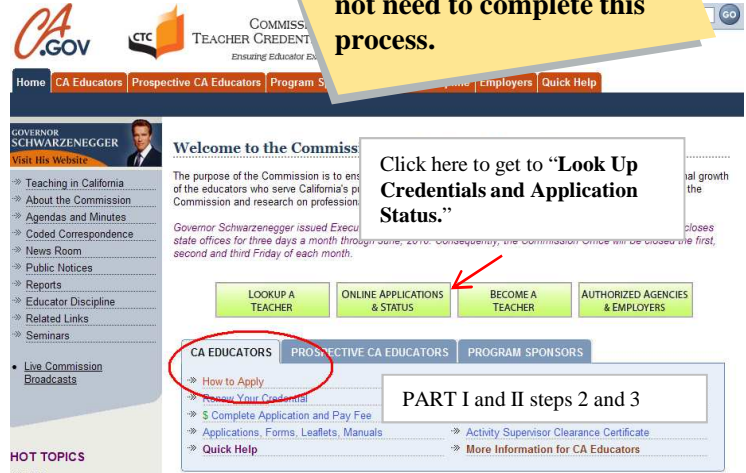 not need to complete this
process.
CA
.GOV
CTC
COMMISS
TEACHER CREDENT
Ensuring Educator Ex
GO
Home CA Educators Prospective CA Educators Program S Employers Quick Help
GOVERNOR
SCHWARZENEGGER
Visit His Website
Teaching in California
About the Commission
Agendas and Minutes
Coded Correspondence
News Room
Public Notices
Reports
Educator Discipline
Related Links
Seminars
Live Commission
Broadcasts
HOT TOPICS
Welcome to the Commiss
The purpose of the Commission is to ens nal growth
of the educators who serve California's p the
Commission and research on profession
Governor Schwarzenegger issued Execu closes
state offices for three days a month through June, 2010. Consequently, the Commission Office will be closed the first,
second and third Friday of each month.
Click here to get to “Look Up
Credentials and Application
Status.”
LOOKUP A
TEACHER
ONLINE APPLICATIONS
& STATUS
BECOME A
TEACHER
AUTHORIZED AGENCIES
& EMPLOYERS
CA EDUCATORS PROSPECTIVE CA EDUCATORS PROGRAM SPONSORS
How to Apply
Renew Your Credential
$ Complete Application and Pay Fee
Applications, Forms, Leaflets, Manuals
Quick Help
PART I and II steps 2 and 3
Activity Supervisor Clearance Certificate
More Information for CA Educators